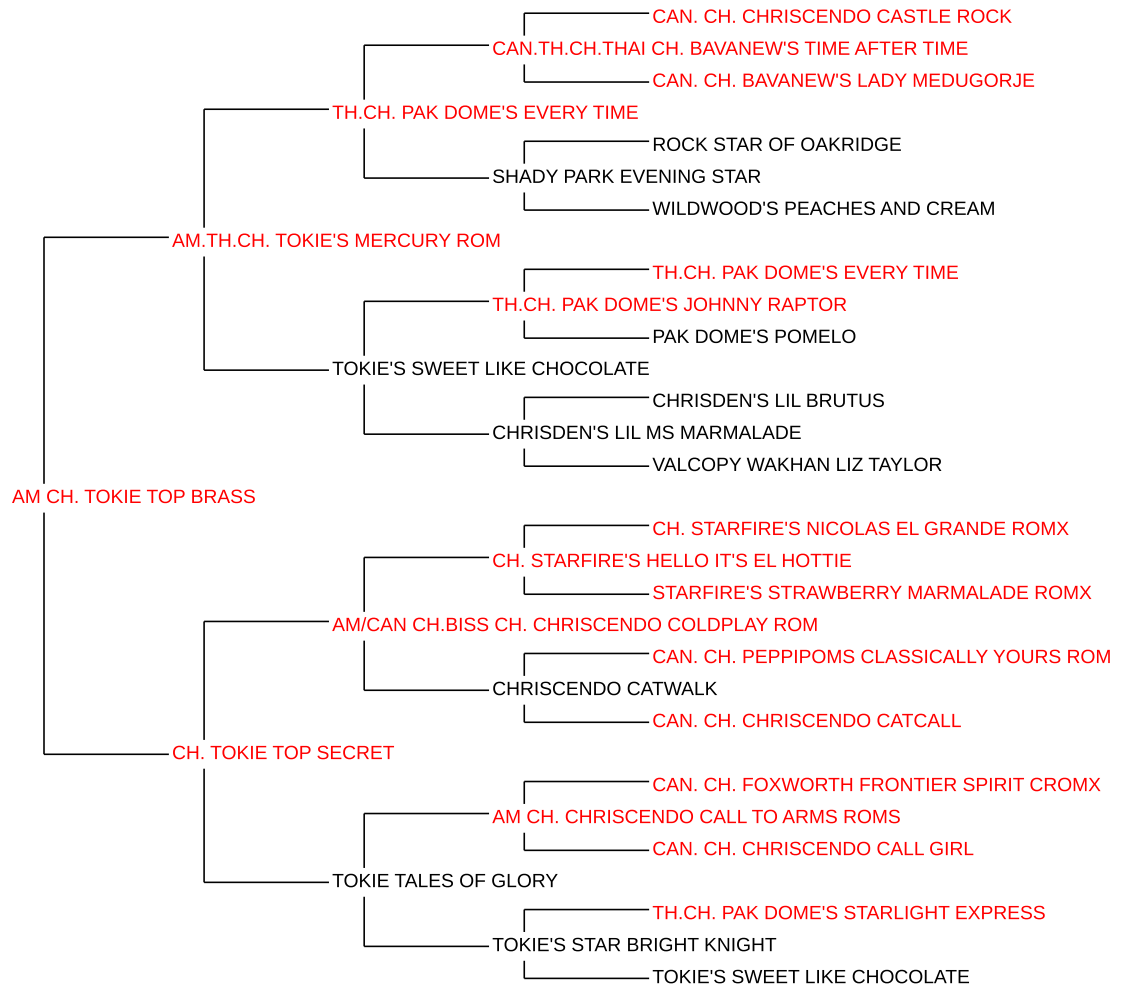 CAN. CH. CHRISCENDO CASTLE ROCK
CAN.TH.CH.THAI CH. BAVANEW'S TIME AFTER TIME
CAN. CH. BAVANEW'S LADY MEDUGORJE
TH.CH. PAK DOME'S EVERY TIME
ROCK STAR OF OAKRIDGE
SHADY PARK EVENING STAR
WILDWOOD'S PEACHES AND CREAM
AM.TH.CH. TOKIE'S MERCURY ROM
TH.CH. PAK DOME'S EVERY TIME
TH.CH. PAK DOME'S JOHNNY RAPTOR
PAK DOME'S POMELO
TOKIE'S SWEET LIKE CHOCOLATE
CHRISDEN'S LIL BRUTUS
CHRISDEN'S LIL MS MARMALADE
VALCOPY WAKHAN LIZ TAYLOR
AM CH. TOKIE TOP BRASS
CH. STARFIRE'S NICOLAS EL GRANDE ROMX
CH. STARFIRE'S HELLO IT'S EL HOTTIE
STARFIRE'S STRAWBERRY MARMALADE ROMX
AM/CAN CH.BISS CH. CHRISCENDO COLDPLAY ROM
CAN. CH. PEPPIPOMS CLASSICALLY YOURS ROM
CHRISCENDO CATWALK
CAN. CH. CHRISCENDO CATCALL
CH. TOKIE TOP SECRET
CAN. CH. FOXWORTH FRONTIER SPIRIT CROMX
AM CH. CHRISCENDO CALL TO ARMS ROMS
CAN. CH. CHRISCENDO CALL GIRL
TOKIE TALES OF GLORY
TH.CH. PAK DOME'S STARLIGHT EXPRESS
TOKIE'S STAR BRIGHT KNIGHT
TOKIE'S SWEET LIKE CHOCOLATE